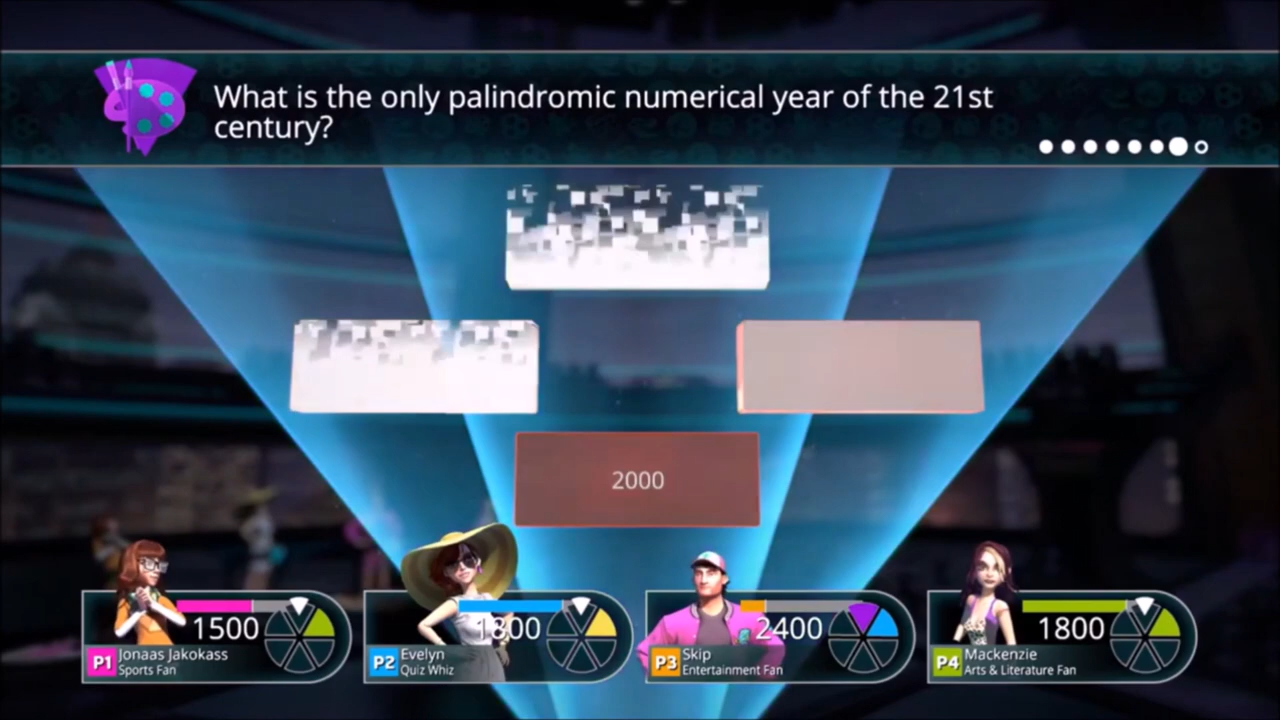 What is the only palindromic numerical year of the 21st
century?
2000
1500
P1 Jonaas Jakokass
Sports Fan
1800
P2 Evelyn
Quiz Whiz
2400
P3 Skip
Entertainment Fan
1800
P4 Mackenzie
Arts & Literature Fan